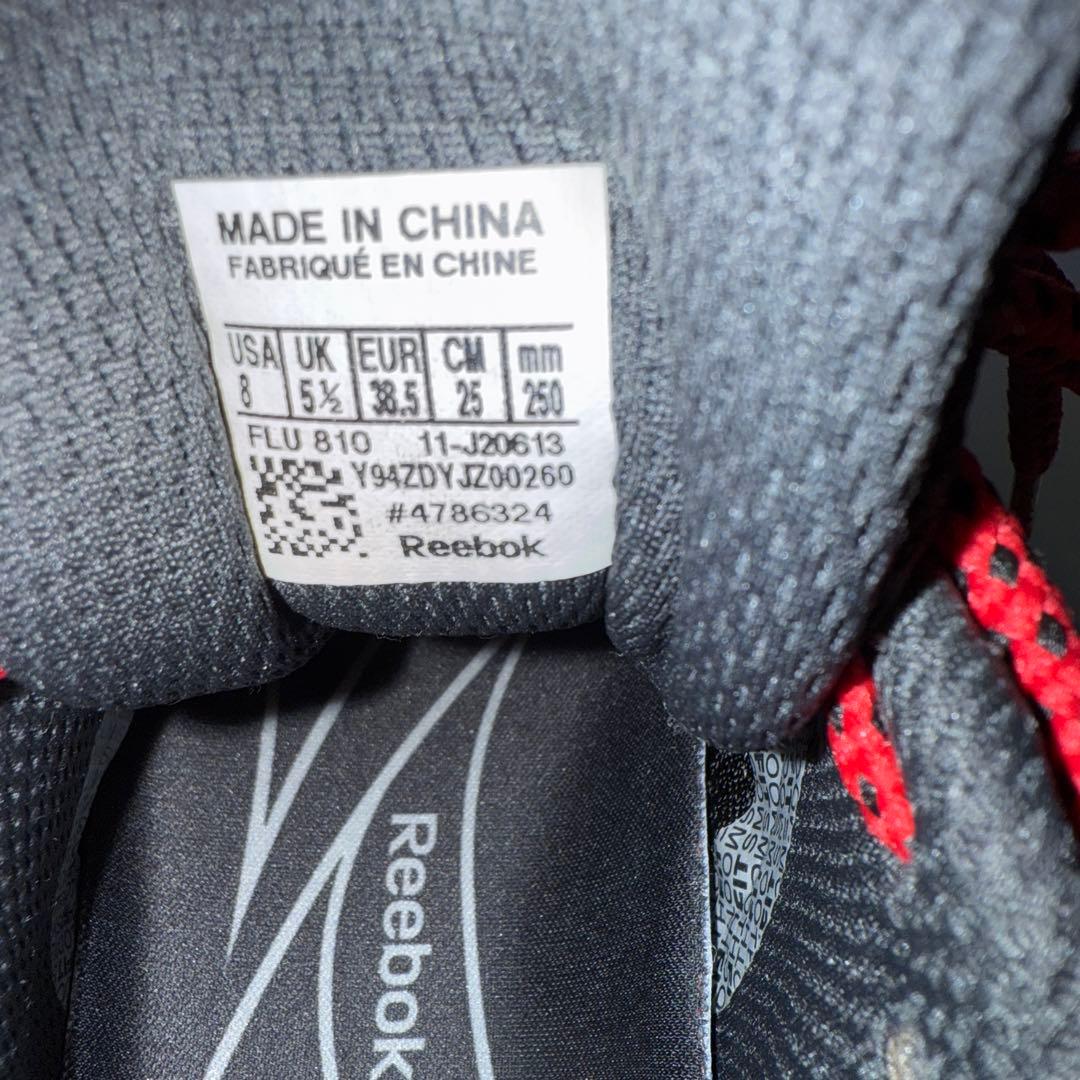 MADE IN CHINA
FABRIQUÉ EN CHINE
USA UK EUR CM mm
8 5½ 38.5 25 250
FLU 810 11-J20613
Y94ZDYJZ00260
#4786324
Reebok
Reebok